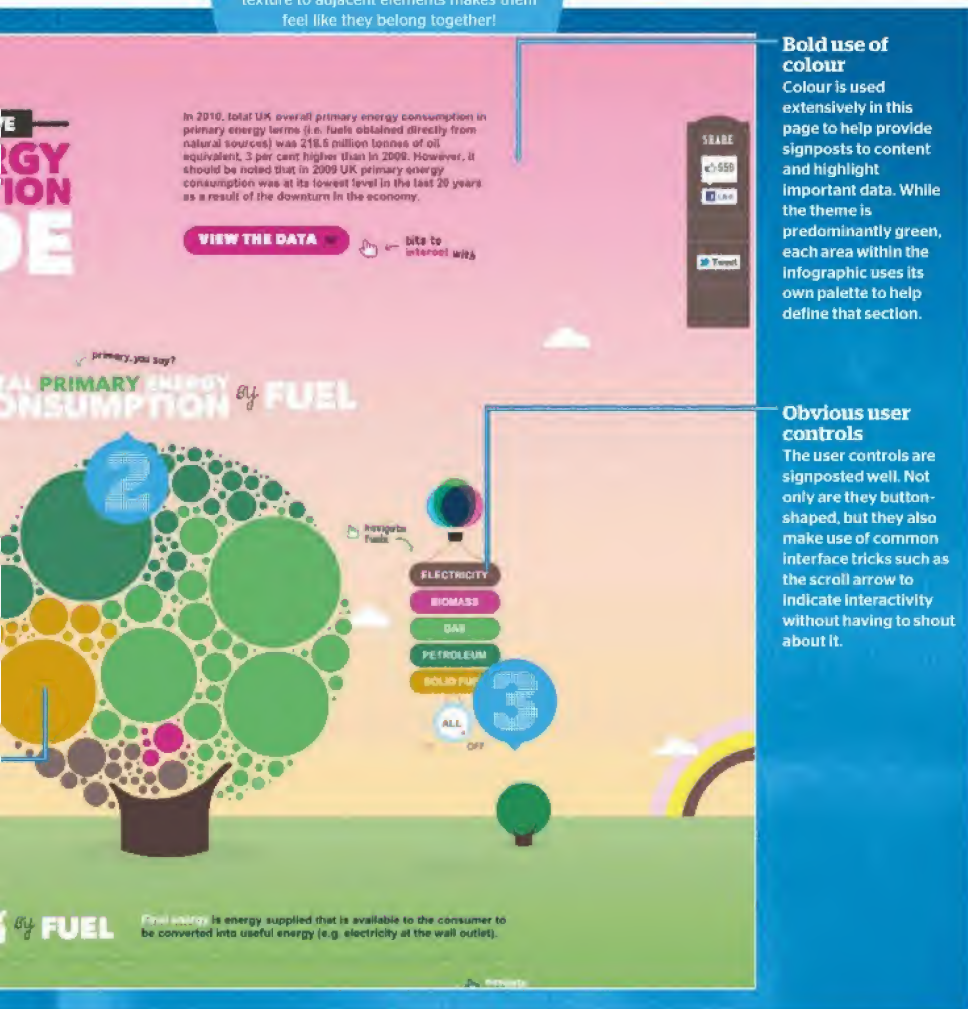 texture to adjacent elements makes them
feel like they belong together!
VE
RGY
TION
DE
In 2010, total UK overall primary energy consumption in
primary energy terms (i.e. fuels obtained directly from
natural sources) was 218.5 million tonnes of oil
equivalent, 3 per cent higher than in 2009. However, it
should be noted that in 2009 UK primary energy
consumption was at its lowest level in the last 20 years
as a result of the downturn in the economy.
VIEW THE DATA
bits to
interact with
SHARE
Like
Tweet
primary, you say?
TAL PRIMARY ENERGY
ONSUMPTION by FUEL
2
navigate
fuels
ELECTRICITY
BIOMASS
GAS
PETROLEUM
SOLID FUE
3
ALL
OFF
by FUEL
Final energy is energy supplied that is available to the consumer to
be converted into useful energy (e.g. electricity at the wall outlet).
Bold use of
colour
Colour is used
extensively in this
page to help provide
signposts to content
and highlight
important data. While
the theme is
predominantly green,
each area within the
infographic uses its
own palette to help
define that section.
Obvious user
controls
The user controls are
signposted well. Not
only are they button-
shaped, but they also
make use of common
interface tricks such as
the scroll arrow to
indicate interactivity
without having to shout
about it.